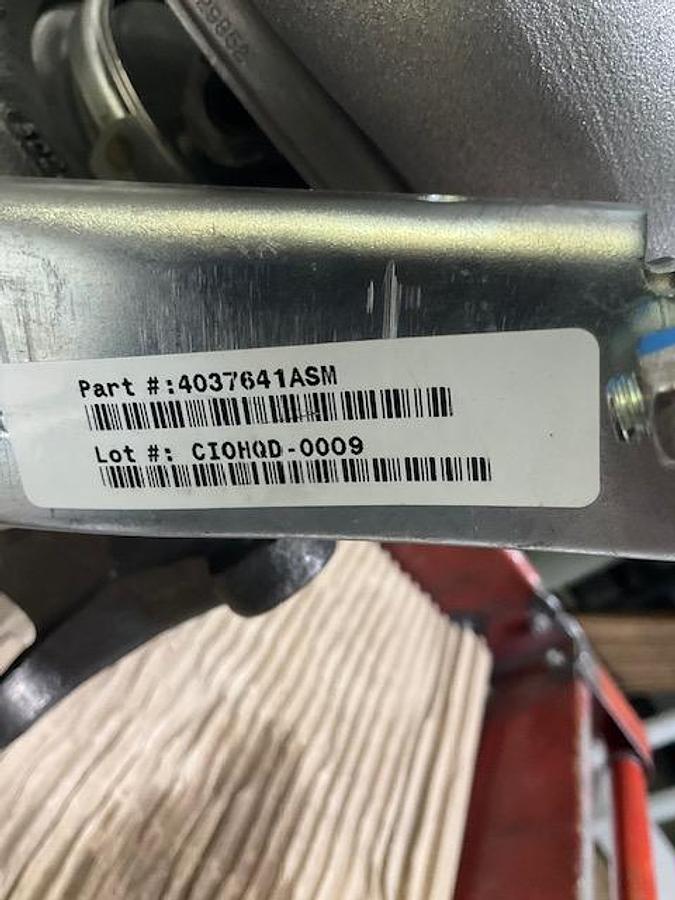 Part #:4037641ASM
Lot #: CIOHQD-0009